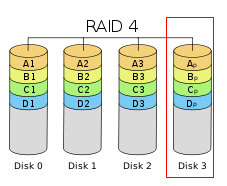 RAID 4
A1 A2 A3 Ap
B1 B2 B3 Bp
C1 C2 C3 Cp
D1 D2 D3 Dp
Disk 0 Disk 1 Disk 2 Disk 3